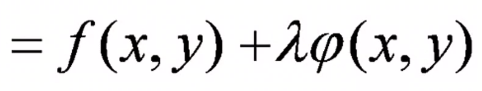 = f(x, y) + λφ(x, y)